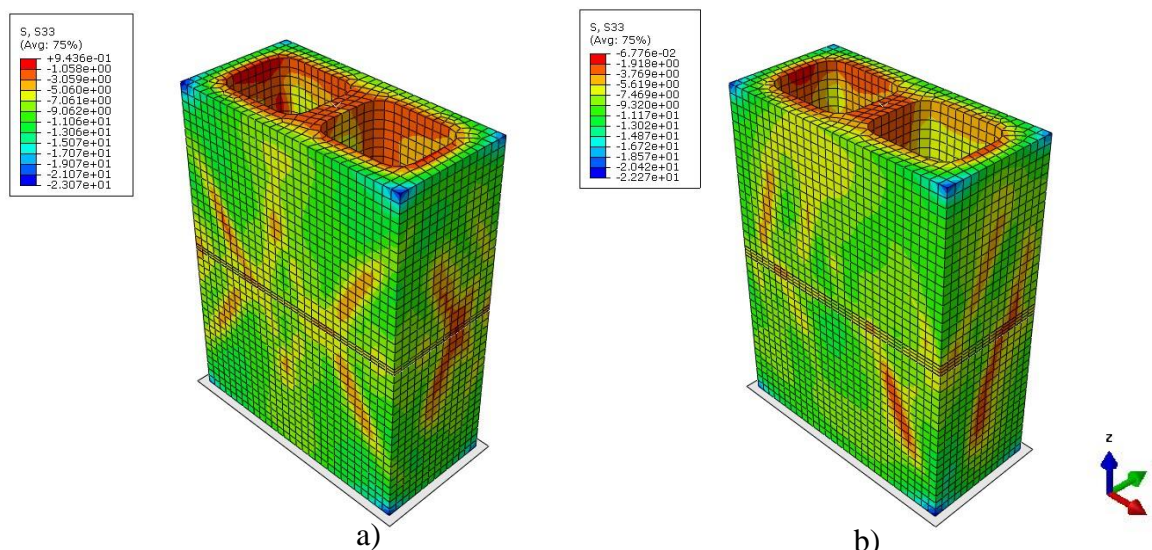 S, S33
(Avg: 75%)
+9.436e-01
-1.058e+00
-3.059e+00
-5.060e+00
-7.061e+00
-9.062e+00
-1.106e+01
-1.306e+01
-1.507e+01
-1.707e+01
-1.907e+01
-2.107e+01
-2.307e+01
S, S33
(Avg: 75%)
-6.776e-02
-1.918e+00
-3.769e+00
-5.619e+00
-7.469e+00
-9.320e+00
-1.117e+01
-1.302e+01
-1.487e+01
-1.672e+01
-1.857e+01
-2.042e+01
-2.227e+01
z
a)
b)